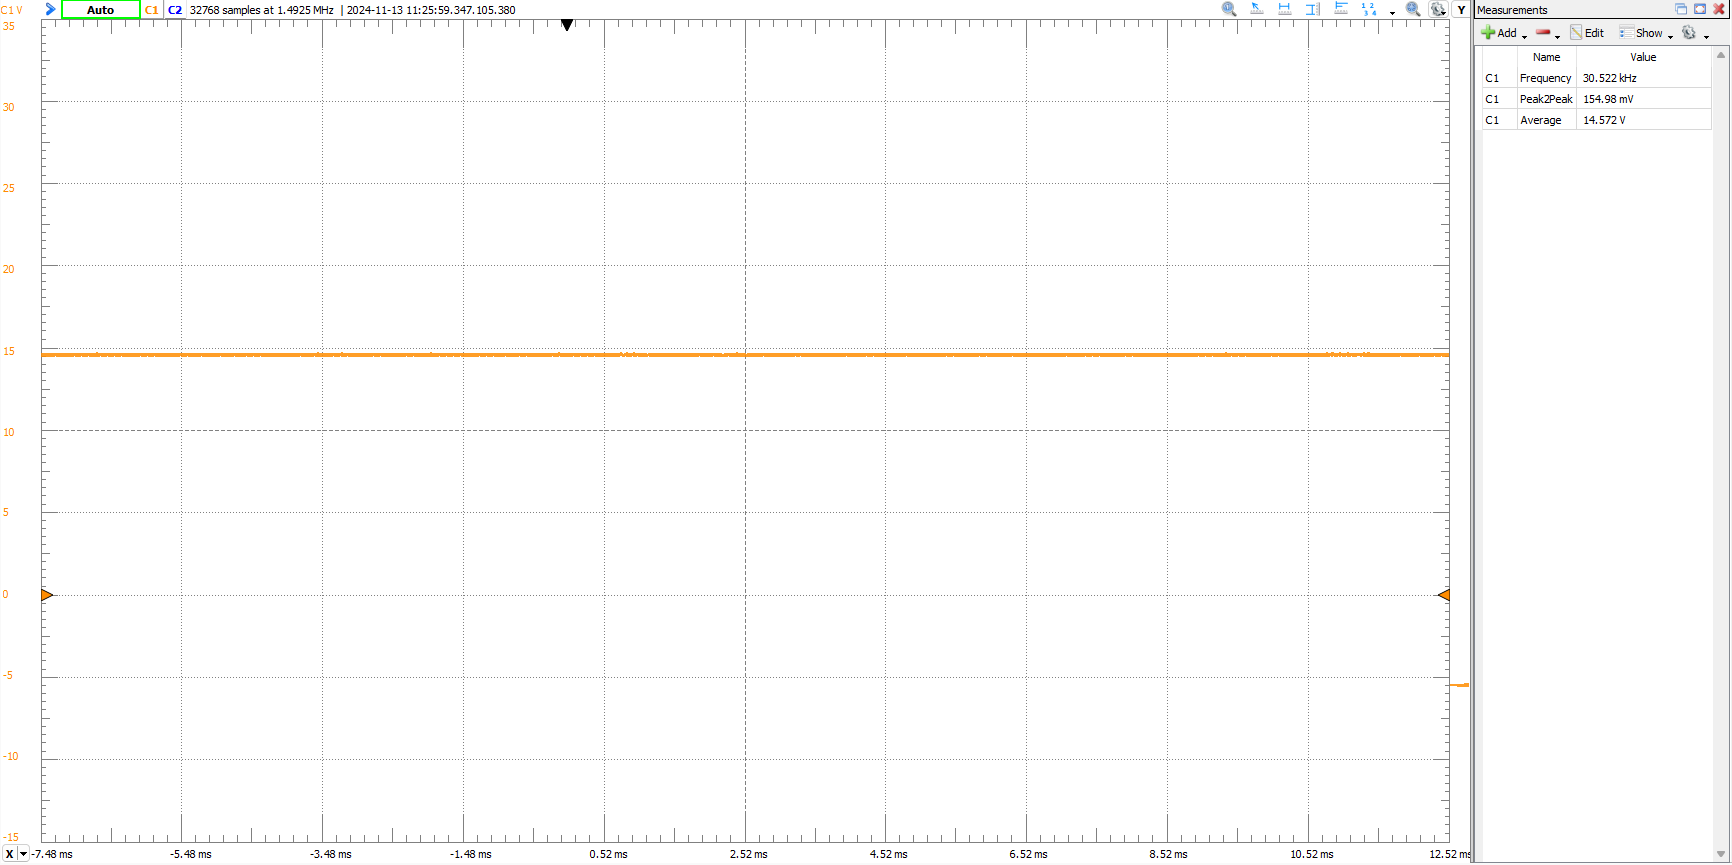 C1 V Auto C1 C2 32768 samples at 1.4925 MHz | 2024-11-13 11:25:59.347.105.380 Y
35
30
25
20
15
10
5
0
-5
-10
-15
X -7.48 ms -5.48 ms -3.48 ms -1.48 ms 0.52 ms 2.52 ms 4.52 ms 6.52 ms 8.52 ms 10.52 ms 12.52 ms
Measurements
Add Edit Show
Name Value
C1 Frequency 30.522 kHz
C1 Peak2Peak 154.98 mV
C1 Average 14.572 V